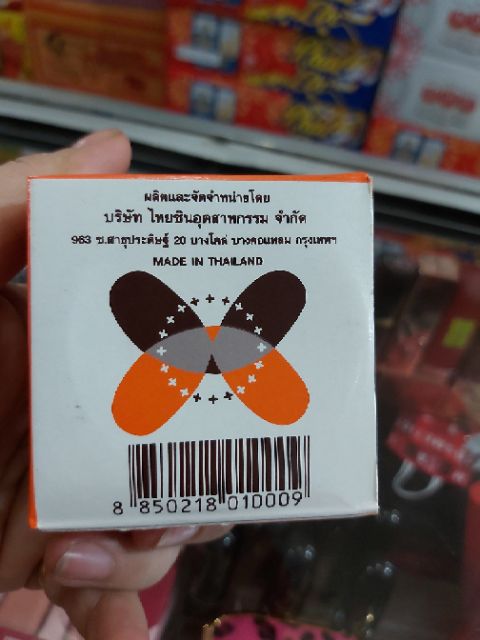 ผลิตและจัดจำหน่ายโดย
บริษัท ไทยชินอุตสาหกรรม จำกัด
963 ซ.สาธุประดิษฐ์ 20 บางโคล่ บางคอแหลม กรุงเทพฯ
MADE IN THAILAND
8 850218 010009